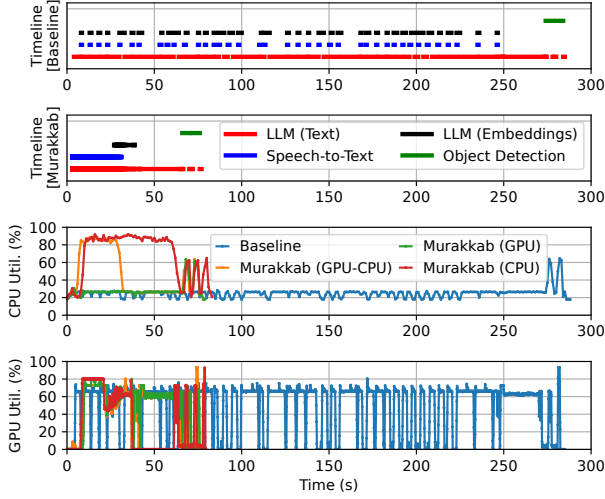 Timeline
[Baseline]
0 50 100 150 200 250 300
Timeline
[Murakkab]
LLM (Text) LLM (Embeddings)
Speech-to-Text Object Detection
0 50 100 150 200 250 300
CPU Util. (%)
100
80
60
40
20
0
Baseline Murakkab (GPU)
Murakkab (GPU-CPU) Murakkab (CPU)
0 50 100 150 200 250 300
GPU Util. (%)
100
80
60
40
20
0
0 50 100 150 200 250 300
Time (s)